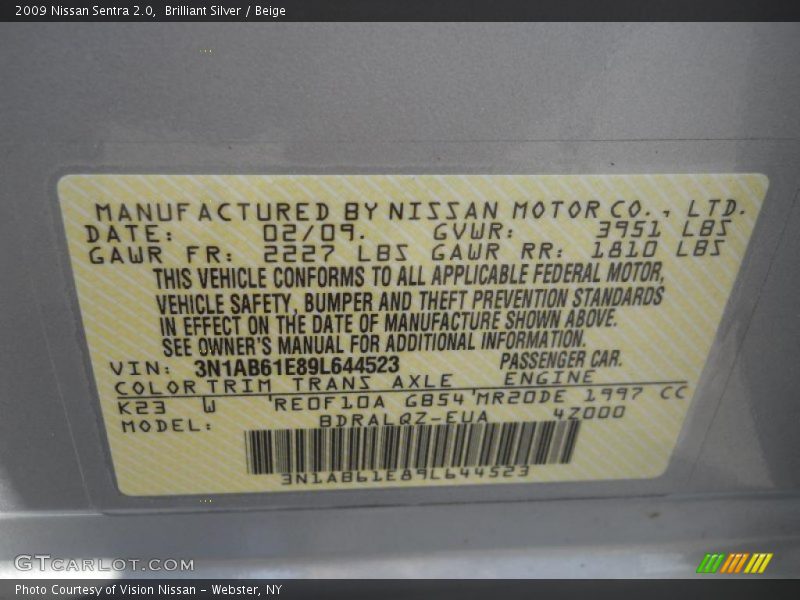 2009 Nissan Sentra 2.0,  Brilliant Silver / Beige
MANUFACTURED BY NISSAN MOTOR CO., LTD.
DATE: 02/09. GVWR: 3951 LBS
GAWR FR: 2227 LBS GAWR RR: 1810 LBS
THIS VEHICLE CONFORMS TO ALL APPLICABLE FEDERAL MOTOR,
VEHICLE SAFETY, BUMPER AND THEFT PREVENTION STANDARDS
IN EFFECT ON THE DATE OF MANUFACTURE SHOWN ABOVE.
SEE OWNER'S MANUAL FOR ADDITIONAL INFORMATION.
VIN: 3N1AB61E89L644523 PASSENGER CAR.
COLOR TRIM TRANS AXLE ENGINE
K23 W 'RE0F10A GB54'MR20DE 1997 CC
MODEL: BDRALQZ-EUA 4Z000
3N1AB61E89L644523
GTCARLOT.COM
Photo Courtesy of Vision Nissan - Webster, NY